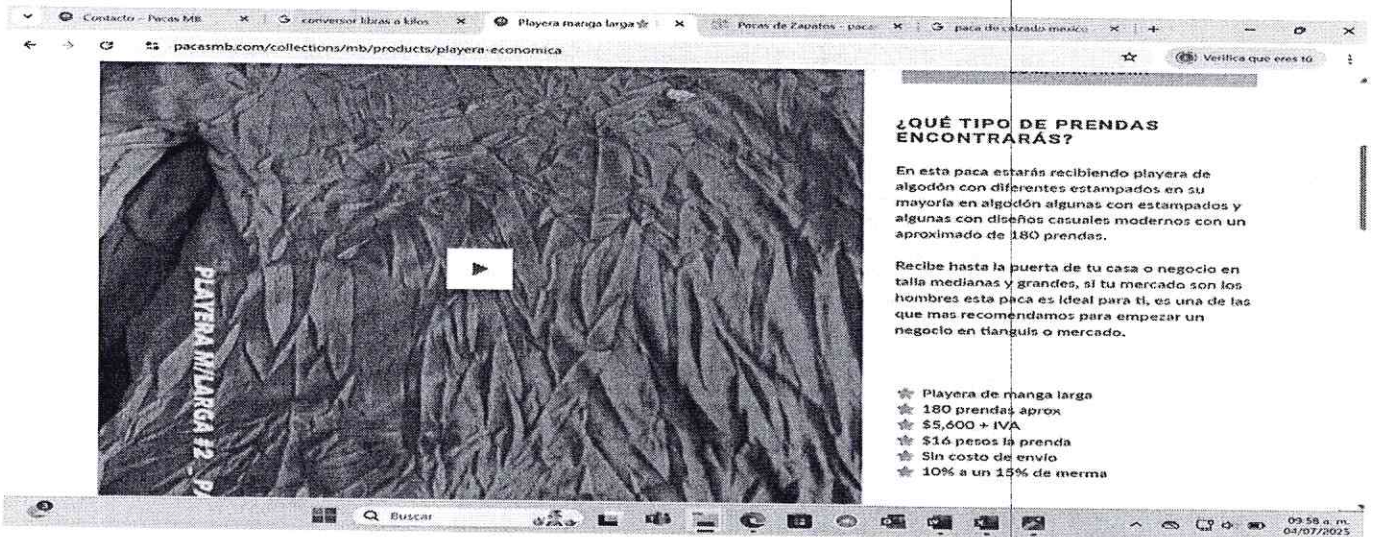 Contacto - Pacas MB
conversor libras a kilos
Playera manga larga
Pacas de Zapatos - paca
paca de calzado mexico
pacasmb.com/collections/mb/products/playera-economica
Verifica que eres tú
¿QUÉ TIPO DE PRENDAS
ENCONTRARÁS?
En esta paca estarás recibiendo playera de
algodón con diferentes estampados en su
mayoría en algodón algunas con estampados y
algunas con diseños casuales modernos con un
aproximado de 180 prendas.
Recibe hasta la puerta de tu casa o negocio en
talla medianas y grandes, si tu mercado son los
hombres esta paca es ideal para ti, es una de las
que mas recomendamos para empezar un
negocio en tianguis o mercado.
PLAYERA M/LARGA #2 - PA
Playera de manga larga
180 prendas aprox
$5,600 + IVA
$16 pesos la prenda
Sin costo de envío
10% a un 15% de merma
3
Buscar
09:58 a. m.
04/07/2025